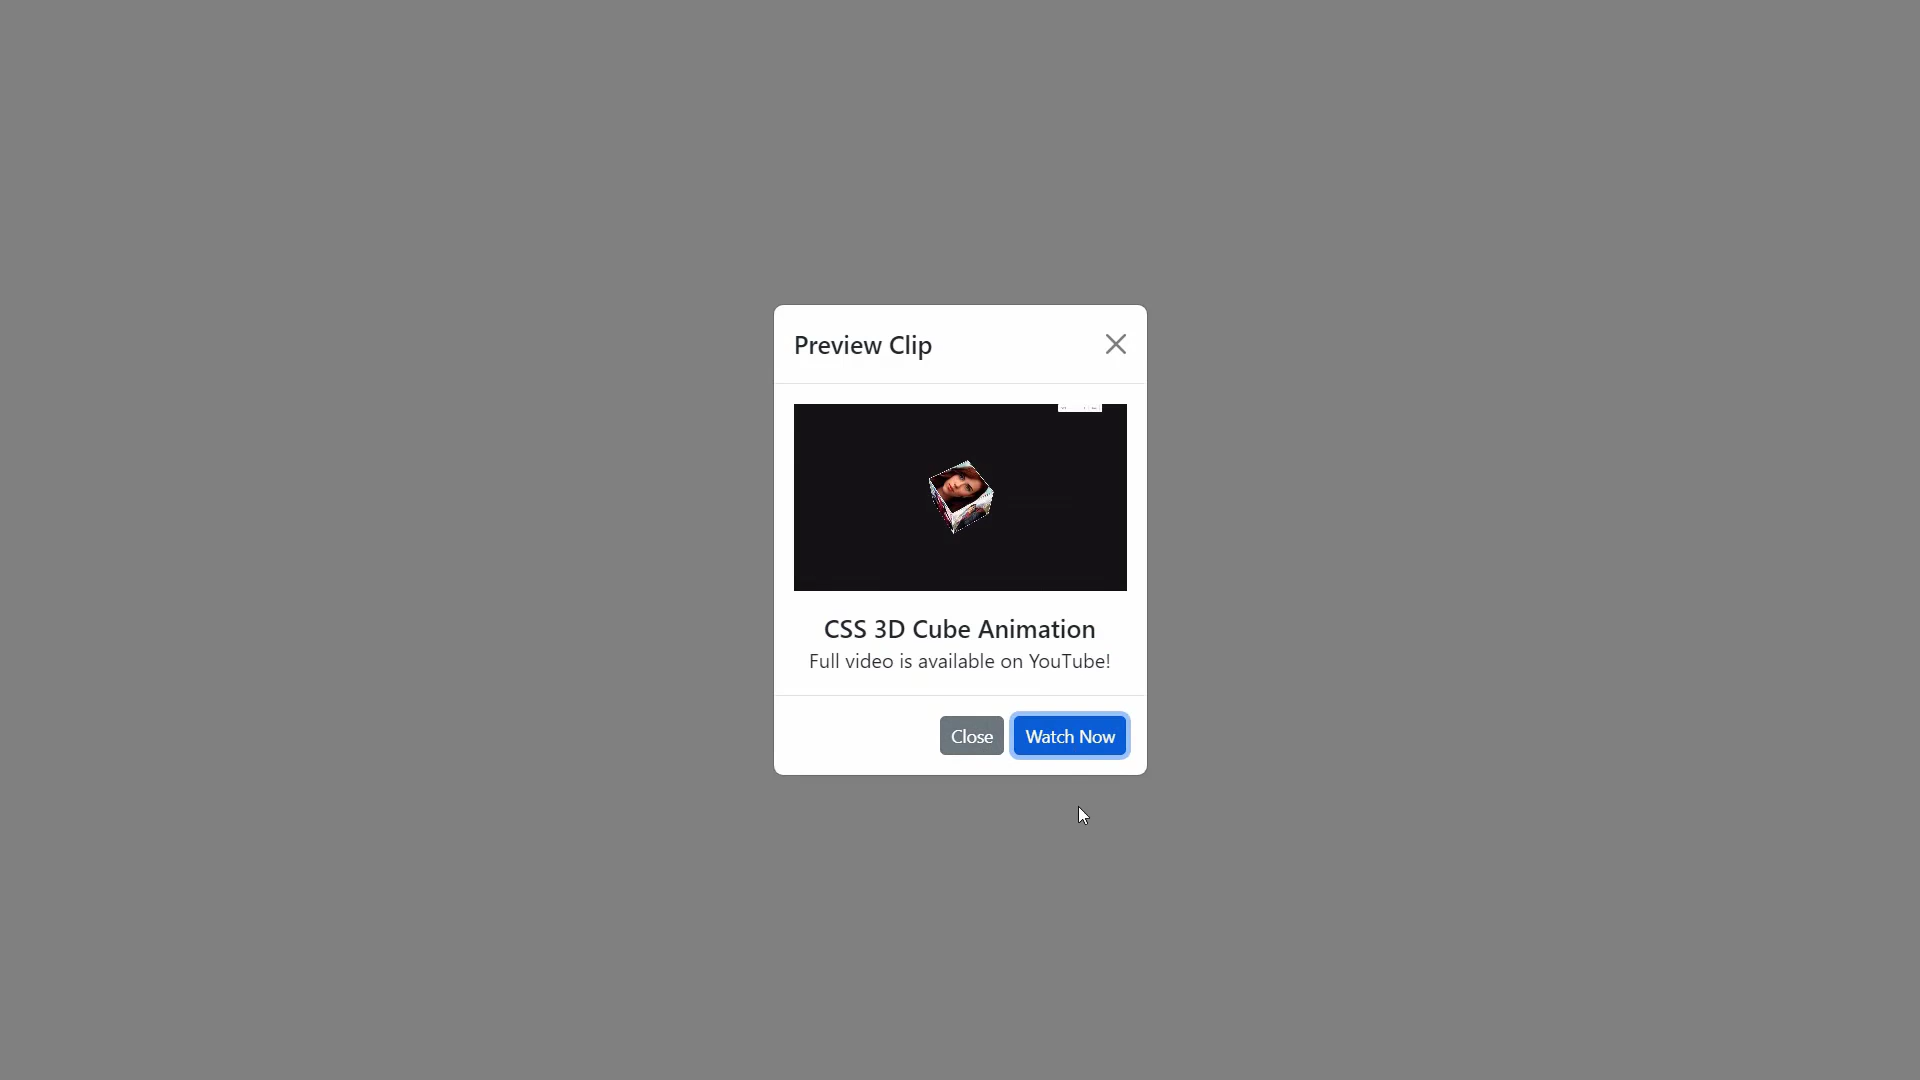 Preview Clip
CSS 3D Cube Animation
Full video is available on YouTube!
Close
Watch Now